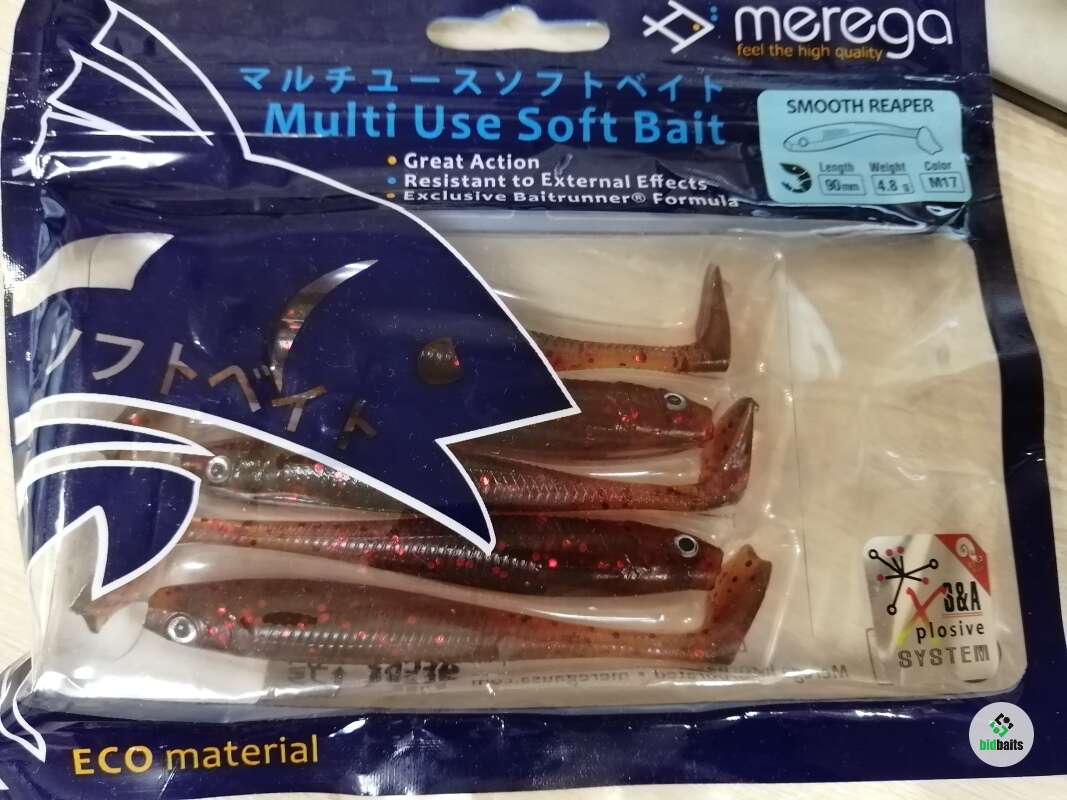 merega
feel the high quality
マルチユースソフトベイト
Multi Use Soft Bait
• Great Action
• Resistant to External Effects
• Exclusive Baitrunner® Formula
SMOOTH REAPER
Length Weight Color
90mm 4.8 g M17
ソフトベイト
S&A
Xplosive
SYSTEM
ECO material
bidbaits